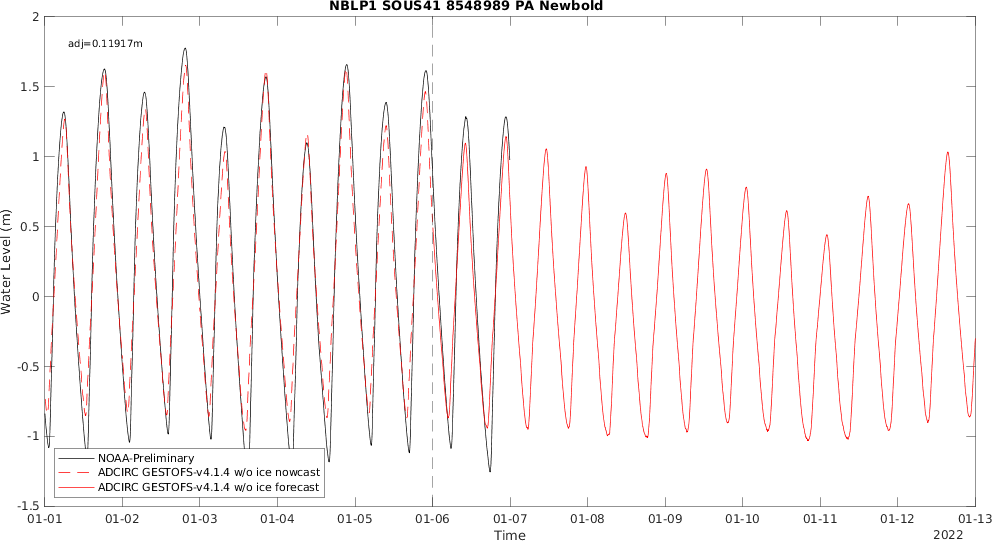 NBLP1 SOUS41 8548989 PA Newbold
adj=0.11917m
2
1.5
1
0.5
0
-0.5
-1
-1.5
Water Level (m)
NOAA-Preliminary
ADCIRC GESTOFS-v4.1.4 w/o ice nowcast
ADCIRC GESTOFS-v4.1.4 w/o ice forecast
01-01 01-02 01-03 01-04 01-05 01-06 01-07 01-08 01-09 01-10 01-11 01-12 01-13
Time
2022